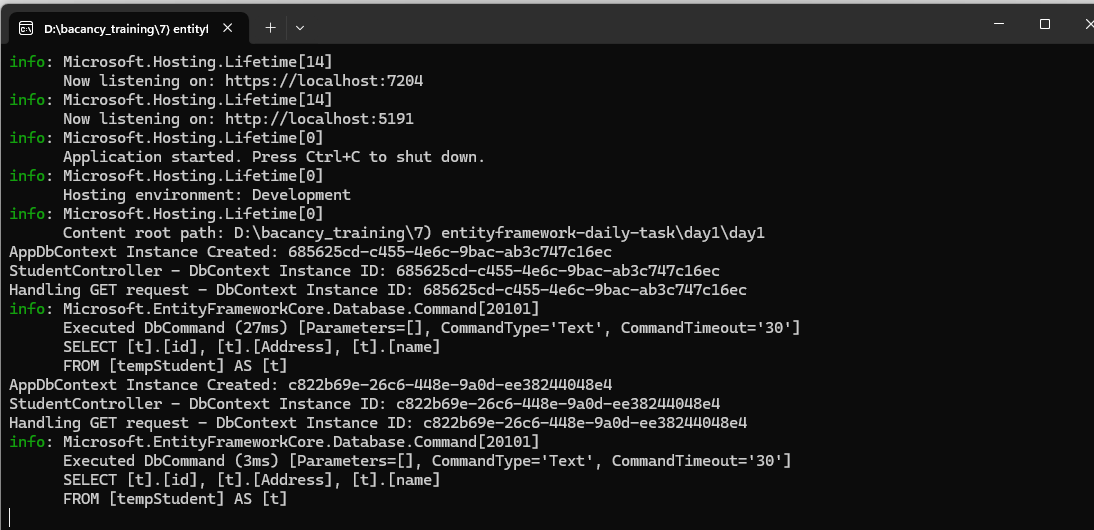 D:\bacancy_training\7) entityf
info: Microsoft.Hosting.Lifetime[14]
Now listening on: https://localhost:7204
info: Microsoft.Hosting.Lifetime[14]
Now listening on: http://localhost:5191
info: Microsoft.Hosting.Lifetime[0]
Application started. Press Ctrl+C to shut down.
info: Microsoft.Hosting.Lifetime[0]
Hosting environment: Development
info: Microsoft.Hosting.Lifetime[0]
Content root path: D:\bacancy_training\7) entityframework-daily-task\day1\day1
AppDbContext Instance Created: 685625cd-c455-4e6c-9bac-ab3c747c16ec
StudentController - DbContext Instance ID: 685625cd-c455-4e6c-9bac-ab3c747c16ec
Handling GET request - DbContext Instance ID: 685625cd-c455-4e6c-9bac-ab3c747c16ec
info: Microsoft.EntityFrameworkCore.Database.Command[20101]
Executed DbCommand (27ms) [Parameters=[], CommandType='Text', CommandTimeout='30']
SELECT [t].[id], [t].[Address], [t].[name]
FROM [tempStudent] AS [t]
AppDbContext Instance Created: c822b69e-26c6-448e-9a0d-ee38244048e4
StudentController - DbContext Instance ID: c822b69e-26c6-448e-9a0d-ee38244048e4
Handling GET request - DbContext Instance ID: c822b69e-26c6-448e-9a0d-ee38244048e4
info: Microsoft.EntityFrameworkCore.Database.Command[20101]
Executed DbCommand (3ms) [Parameters=[], CommandType='Text', CommandTimeout='30']
SELECT [t].[id], [t].[Address], [t].[name]
FROM [tempStudent] AS [t]